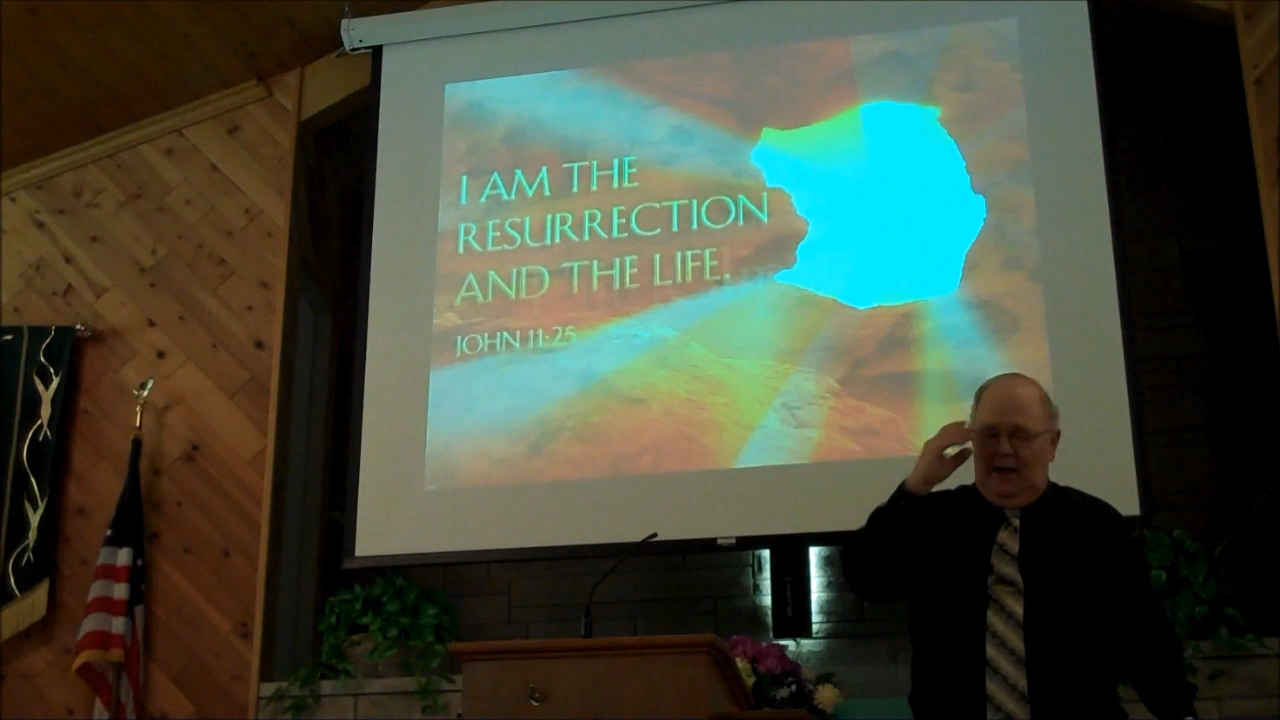 I AM THE
RESURRECTION
AND THE LIFE.
JOHN 11:25